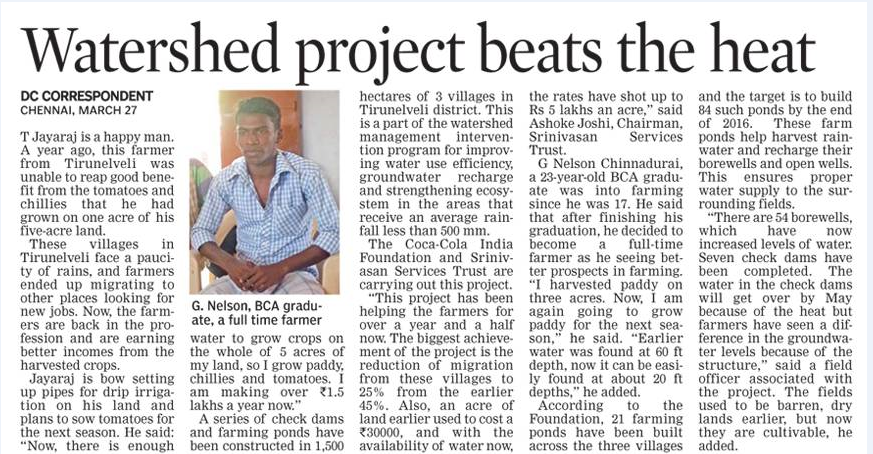 Watershed project beats the heat
DC CORRESPONDENT
CHENNAI, MARCH 27
T Jayaraj is a happy man.
A year ago, this farmer
from Tirunelveli was
unable to reap good bene-
fit from the tomatoes and
chillies that he had
grown on one acre of his
five-acre land.
These villages in
Tirunelveli face a pauci-
ty of rains, and farmers
ended up migrating to
other places looking for
new jobs. Now, the farm-
ers are back in the pro-
fession and are earning
better incomes from the
harvested crops.
Jayaraj is bow setting
up pipes for drip irriga-
tion on his land and
plans to sow tomatoes for
the next season. He said:
“Now, there is enough
G. Nelson, BCA gradu-
ate, a full time farmer
water to grow crops on
the whole of 5 acres of
my land, so I grow paddy,
chillies and tomatoes. I
am making over ₹1.5
lakhs a year now.”
A series of check dams
and farming ponds have
been constructed in 1,500
hectares of 3 villages in
Tirunelveli district. This
is a part of the watershed
management interven-
tion program for improv-
ing water use efficiency,
groundwater recharge
and strengthening ecosy-
stem in the areas that
receive an average rain-
fall less than 500 mm.
The Coca-Cola India
Foundation and Sriniv-
asan Services Trust are
carrying out this project.
“This project has been
helping the farmers for
over a year and a half
now. The biggest achieve-
ment of the project is the
reduction of migration
from these villages to
25% from the earlier
45%. Also, an acre of
land earlier used to cost a
₹30000, and with the
availability of water now,
the rates have shot up to
Rs 5 lakhs an acre,” said
Ashoke Joshi, Chairman,
Srinivasan Services
Trust.
G Nelson Chinnadurai,
a 23-year-old BCA gradu-
ate was into farming
since he was 17. He said
that after finishing his
graduation, he decided to
become a full-time
farmer as he seeing bet-
ter prospects in farming.
“I harvested paddy on
three acres. Now, I am
again going to grow
paddy for the next sea-
son,” he said. “Earlier
water was found at 60 ft
depth, now it can be easi-
ly found at about 20 ft
depths,” he added.
According to the
Foundation, 21 farming
ponds have been built
across the three villages
and the target is to build
84 such ponds by the end
of 2016. These farm
ponds help harvest rain-
water and recharge their
borewells and open wells.
This ensures proper
water supply to the sur-
rounding fields.
“There are 54 borewells,
which have now
increased levels of water.
Seven check dams have
been completed. The
water in the check dams
will get over by May
because of the heat but
farmers have seen a dif-
ference in the groundwa-
ter levels because of the
structure,” said a field
officer associated with
the project. The fields
used to be barren, dry
lands earlier, but now
they are cultivable, he
added.